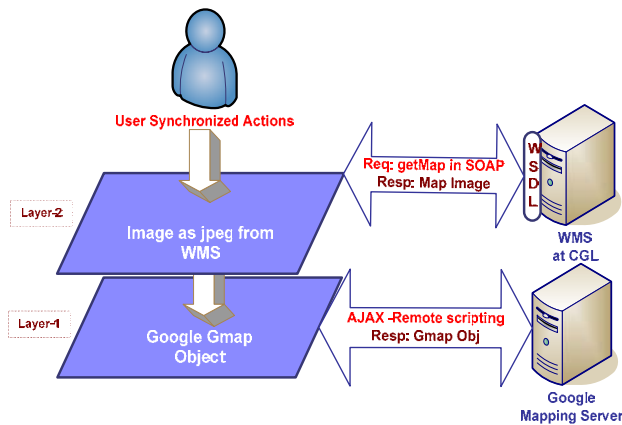 User Synchronized Actions
Req: getMap in SOAP
Resp: Map Image
WSDL
Layer-2
Image as jpeg from
WMS
WMS
at CGL
Layer-1
Google Gmap
Object
AJAX -Remote scripting
Resp: Gmap Obj
Google
Mapping Server